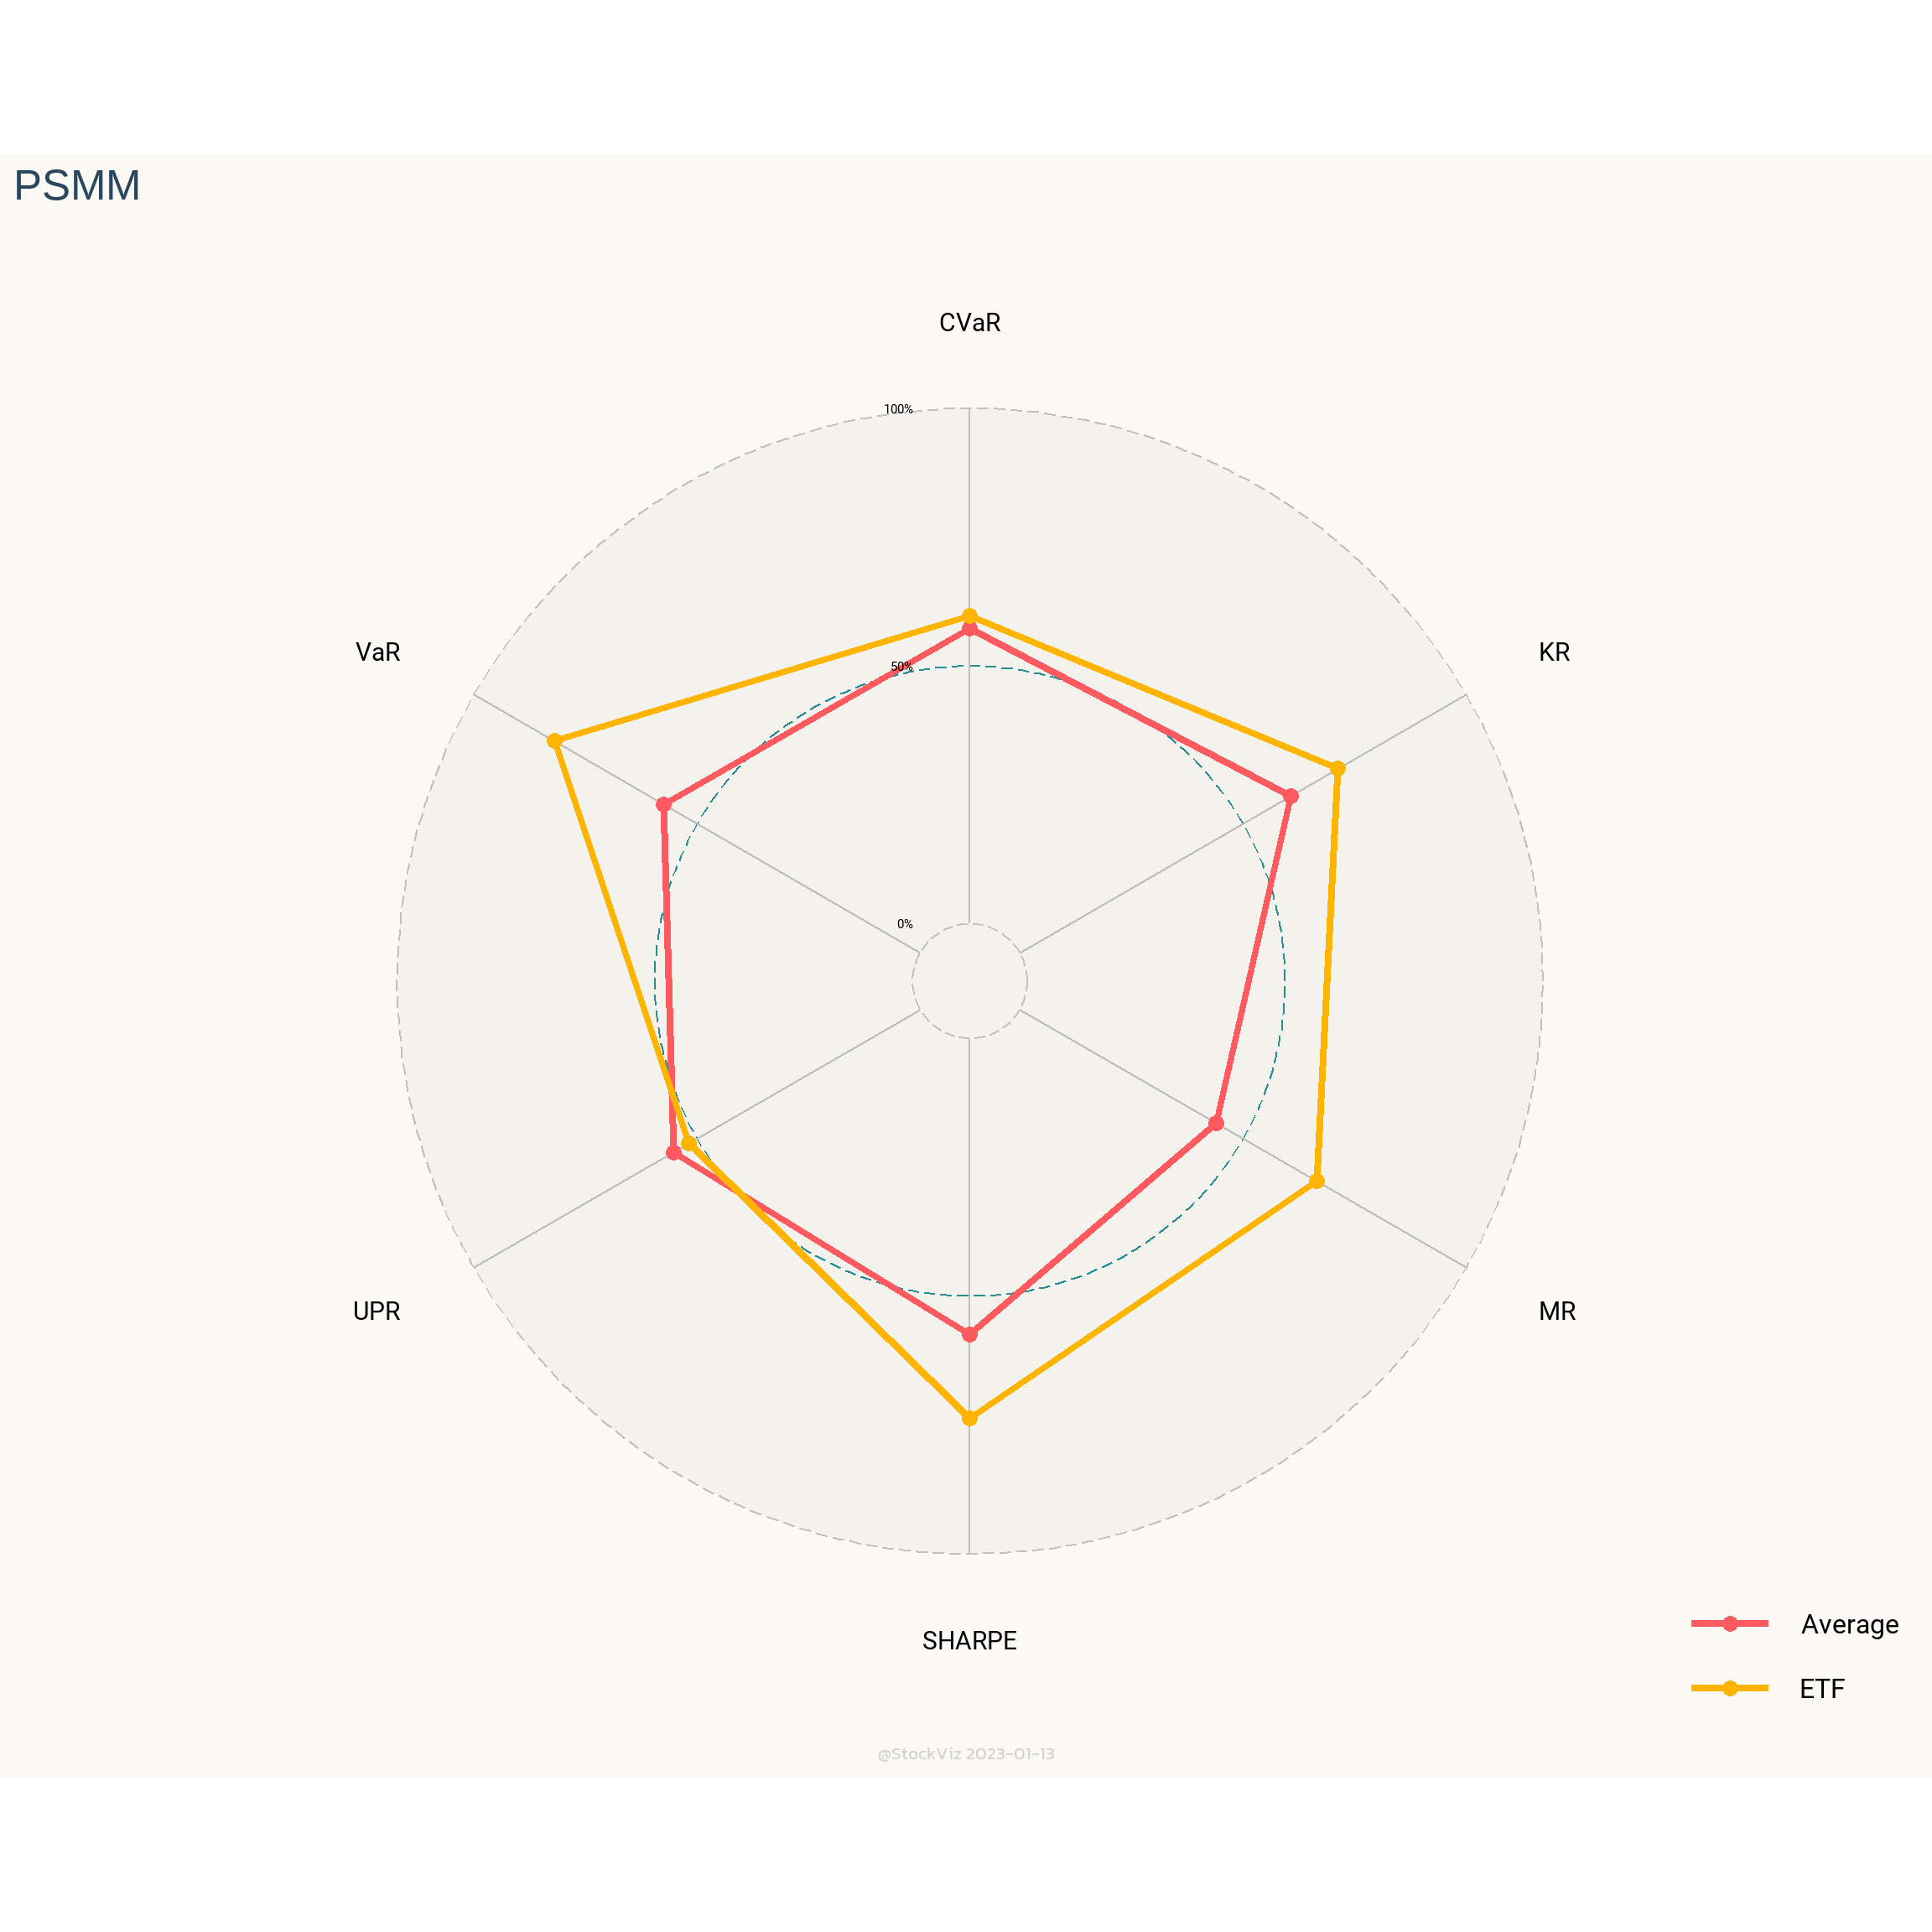 PSMM
CVaR
100%
KR
VaR
50%
0%
UPR
MR
SHARPE
Average
ETF
@StockViz 2023-01-13